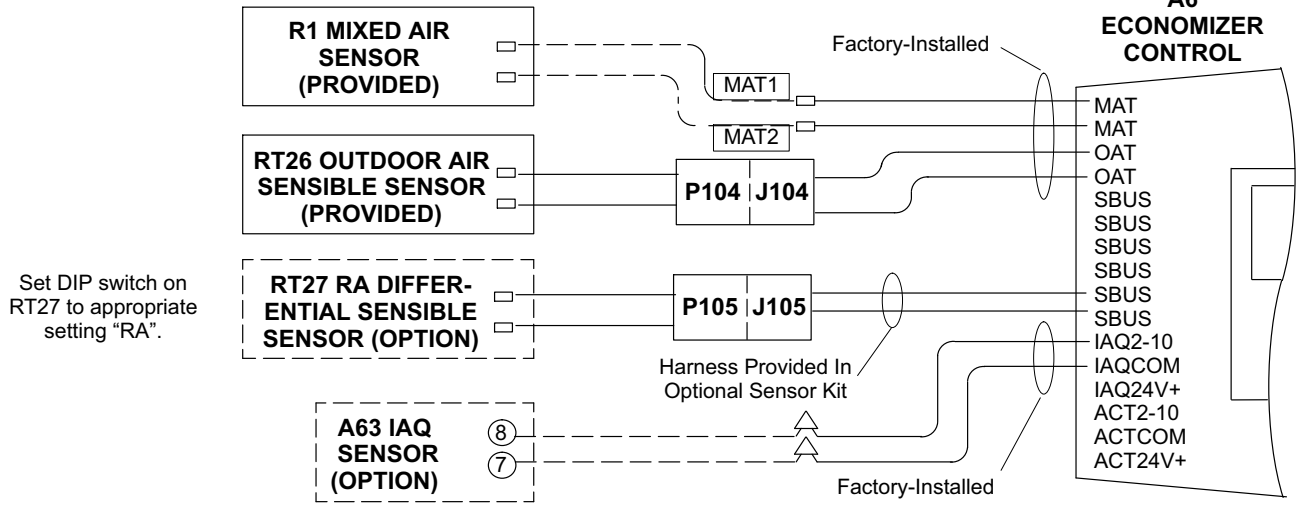 A6
ECONOMIZER
CONTROL
R1 MIXED AIR
SENSOR
(PROVIDED)
Factory-Installed
MAT1
MAT2
RT26 OUTDOOR AIR
SENSIBLE SENSOR
(PROVIDED)
P104 J104
Set DIP switch on
RT27 to appropriate
setting “RA”.
RT27 RA DIFFER-
ENTIAL SENSIBLE
SENSOR (OPTION)
P105 J105
Harness Provided In
Optional Sensor Kit
A63 IAQ
SENSOR
(OPTION)
8
7
Factory-Installed
MAT
MAT
OAT
OAT
SBUS
SBUS
SBUS
SBUS
SBUS
SBUS
IAQ2-10
IAQCOM
IAQ24V+
ACT2-10
ACTCOM
ACT24V+